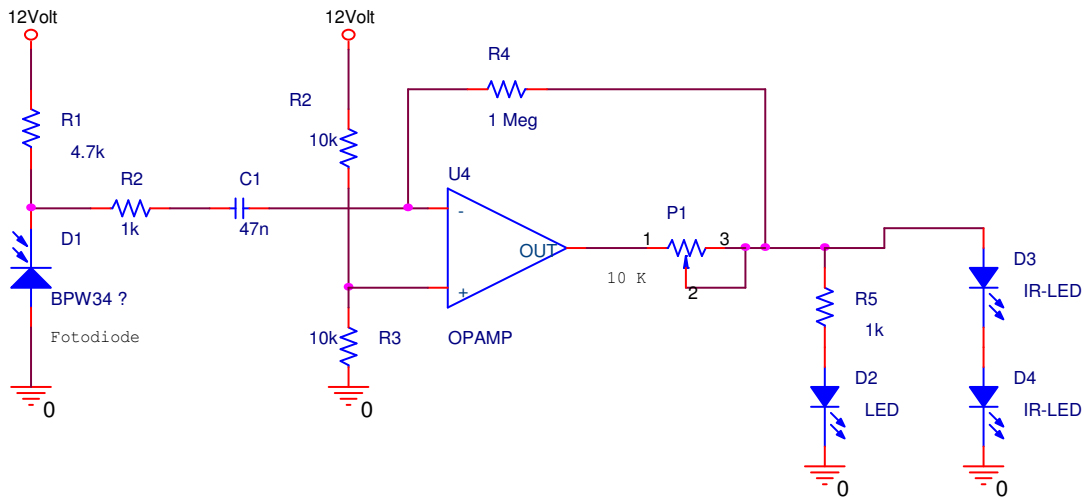 12Volt
12Volt
R1
4.7k
R2
1k
C1
47n
D1
BPW34 ?
Fotodiode
0
R2
10k
10k
R3
0
R4
1 Meg
U4
-
+
OUT
OPAMP
P1
1
3
2
10 K
R5
1k
D2
LED
0
D3
IR-LED
D4
IR-LED
0